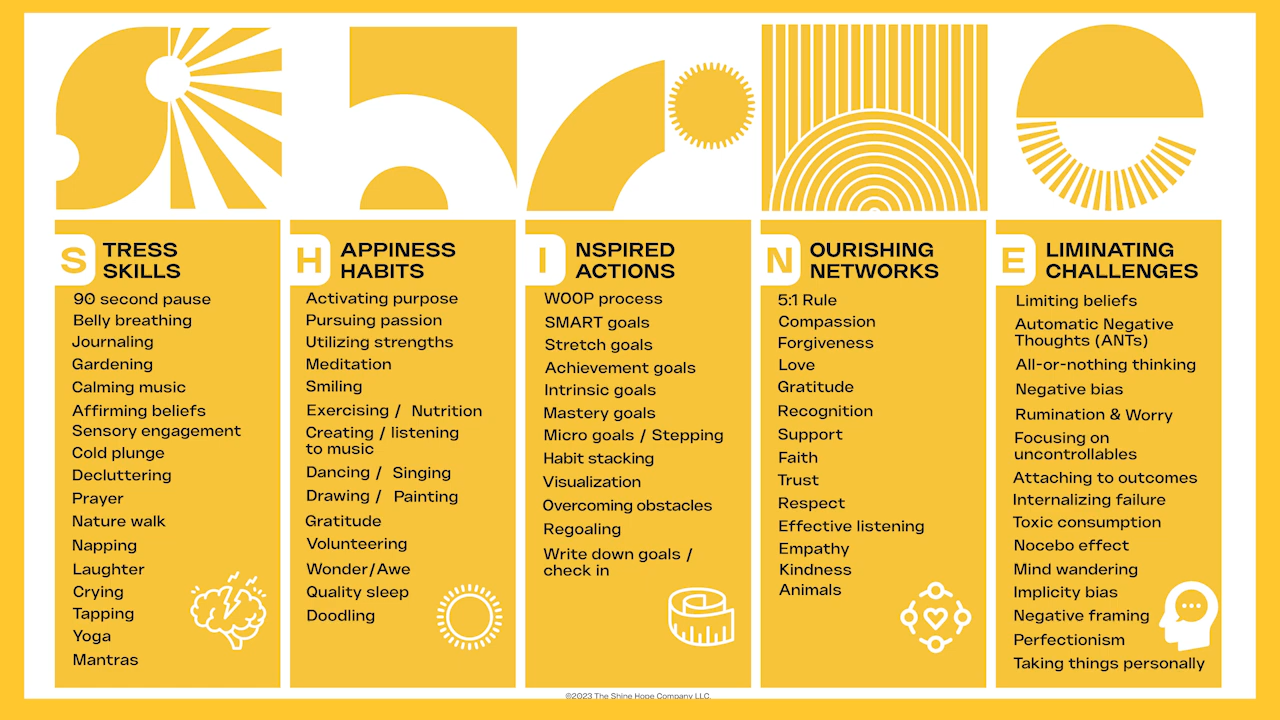 S TRESS
SKILLS
90 second pause
Belly breathing
Journaling
Gardening
Calming music
Affirming beliefs
Sensory engagement
Cold plunge
Decluttering
Prayer
Nature walk
Napping
Laughter
Crying
Tapping
Yoga
Mantras
H APPINESS
HABITS
Activating purpose
Pursuing passion
Utilizing strengths
Meditation
Smiling
Exercising / Nutrition
Creating / listening
to music
Dancing / Singing
Drawing / Painting
Gratitude
Volunteering
Wonder/Awe
Quality sleep
Doodling
I NSPIRED
ACTIONS
WOOP process
SMART goals
Stretch goals
Achievement goals
Intrinsic goals
Mastery goals
Micro goals / Stepping
Habit stacking
Visualization
Overcoming obstacles
Regoaling
Write down goals /
check in
N OURISHING
NETWORKS
5:1 Rule
Compassion
Forgiveness
Love
Gratitude
Recognition
Support
Faith
Trust
Respect
Effective listening
Empathy
Kindness
Animals
E LIMINATING
CHALLENGES
Limiting beliefs
Automatic Negative
Thoughts (ANTs)
All-or-nothing thinking
Negative bias
Rumination & Worry
Focusing on
uncontrollables
Attaching to outcomes
Internalizing failure
Toxic consumption
Nocebo effect
Mind wandering
Implicity bias
Negative framing
Perfectionism
Taking things personally
©2023 The Shine Hope Company LLC.